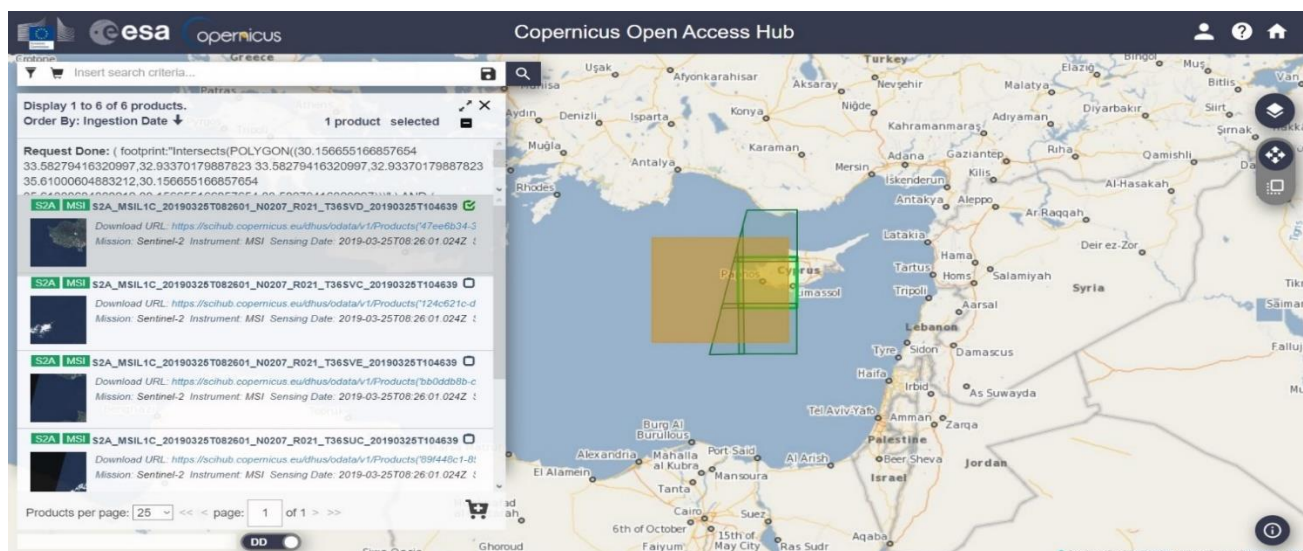 esa
opernicus
Copernicus Open Access Hub
Insert search criteria...
Display 1 to 6 of 6 products.
Order By: Ingestion Date
1 product selected
Request Done: ( footprint:"Intersects(POLYGON((30.156655166857654
33.58279416320997,32.93370179887823 33.58279416320997,32.93370179887823
35.61000604883212,30.156655166857654
S2A MSI S2A_MSIL1C_20190325T082601_N0207_R021_T36SVD_20190325T104639
Download URL: https://scihub.copernicus.eu/dhus/odata/v1/Products('47ee6b34-3
Mission: Sentinel-2 Instrument: MSI Sensing Date: 2019-03-25T08:26:01.024Z
S2A MSI S2A_MSIL1C_20190325T082601_N0207_R021_T36SVC_20190325T104639
Download URL: https://scihub.copernicus.eu/dhus/odata/v1/Products('124c621c-d
Mission: Sentinel-2 Instrument: MSI Sensing Date: 2019-03-25T08:26:01.024Z
S2A MSI S2A_MSIL1C_20190325T082601_N0207_R021_T36SVE_20190325T104639
Download URL: https://scihub.copernicus.eu/dhus/odata/v1/Products('bb0ddb8b-c
Mission: Sentinel-2 Instrument: MSI Sensing Date: 2019-03-25T08:26:01.024Z
S2A MSI S2A_MSIL1C_20190325T082601_N0207_R021_T36SUC_20190325T104639
Download URL: https://scihub.copernicus.eu/dhus/odata/v1/Products('89f448c1-8
Mission: Sentinel-2 Instrument: MSI Sensing Date: 2019-03-25T08:26:01.024Z
Products per page: 25 << < page: 1 of 1 > >>
DD
Greece
Patras
Turkey
Uşak
Afyonkarahisar
Aksaray
Nevşehir
Malatya
Elazığ
Bingöl
Muş
Bitlis
Van
Aydın
Denizli
Isparta
Konya
Niğde
Kahramanmaraş
Adıyaman
Diyarbakır
Siirt
Şırnak
Muğla
Antalya
Karaman
Mersin
Adana
Gaziantep
Rıha
Qamishli
Rhodes
İskenderun
Kilis
Al-Hasakah
Antakya
Aleppo
Ar Raqqah
Latakia
Deir ez-Zor
Hama
Paphos
Cyprus
Tartus
Homs
Salamiyah
Limassol
Tripoli
Syria
Aarsal
Lebanon
Tyre
Sidon
Damascus
Haifa
Irbid
As Suwayda
Tel Aviv-Yafo
Amman
Zarqa
Burg Al
Burullous
Palestine
Alexandria
Mahalla
al Kubra
Port Said
Al Arish
Beer Sheva
Jordan
El Alamein
Mansoura
Israel
Tanta
Cairo
Suez
6th of October
15th of
May City
Aqaba
Ghoroud
Faiyum
Ras Sudr